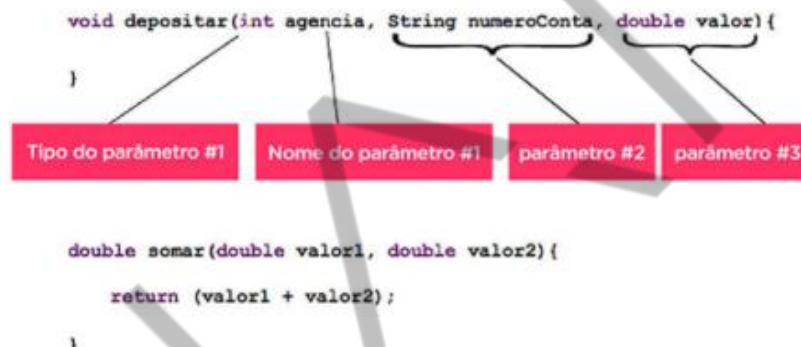 void depositar(int agencia, String numeroConta, double valor){
}
Tipo do parâmetro #1 Nome do parâmetro #1 parâmetro #2 parâmetro #3
double somar(double valor1, double valor2){
return (valor1 + valor2);
}